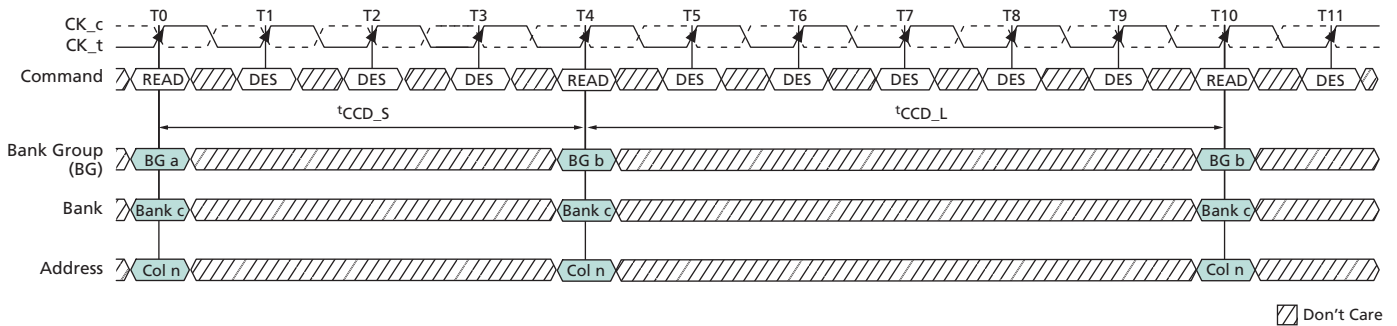 T0 T1 T2 T3 T4 T5 T6 T7 T8 T9 T10 T11
CK_c
CK_t
Command READ DES DES DES READ DES DES DES DES DES READ DES
tCCD_S tCCD_L
Bank Group
(BG)
BG a BG b BG b
Bank Bank c Bank c Bank c
Address Col n Col n Col n
Don't Care